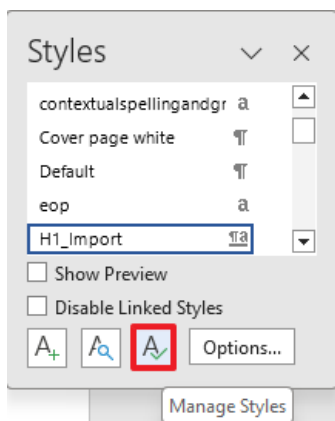 Styles
contextualspellingandgr a
Cover page white ¶
Default ¶
eop a
H1_Import ¶a
Show Preview
Disable Linked Styles
Options...
Manage Styles